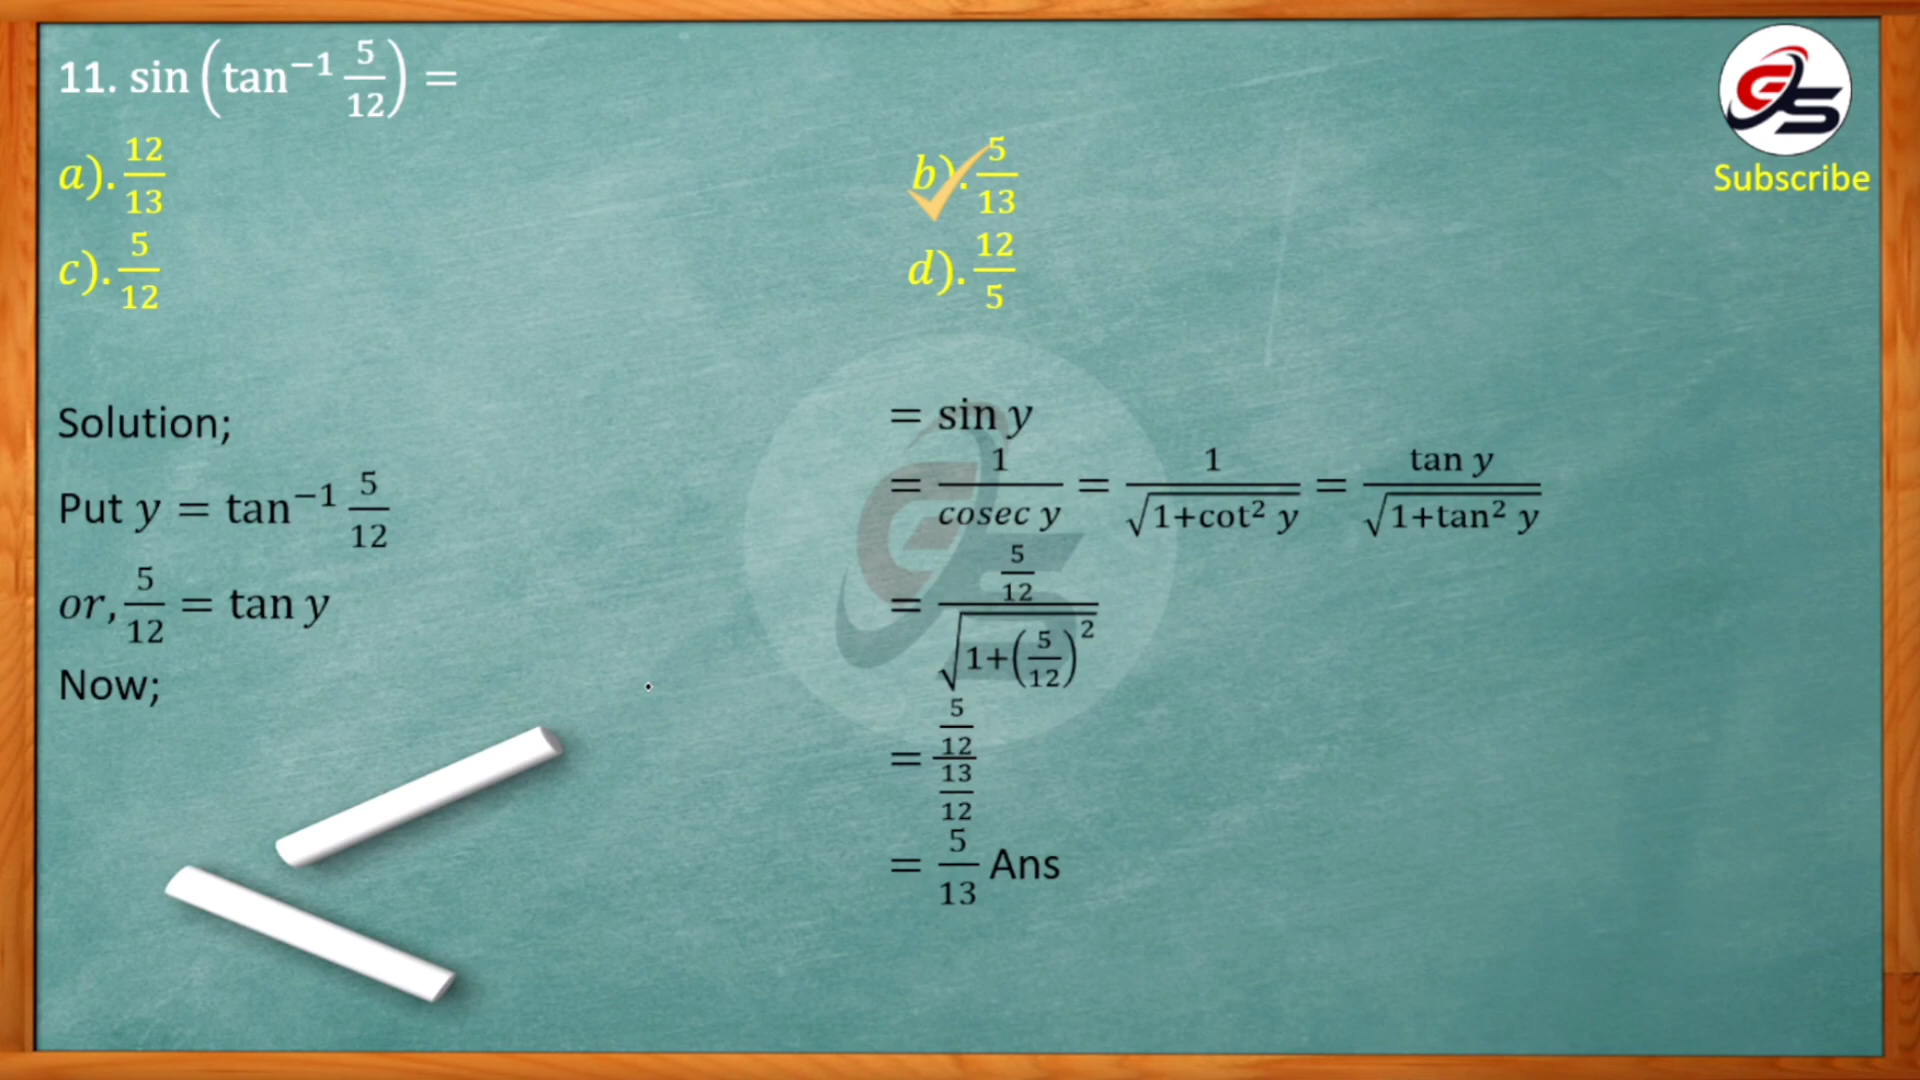 11. sin (tan⁻¹ 5/12) =
a). 12/13
b). 5/13
c). 5/12
d). 12/5
Subscribe
Solution;
Put y = tan⁻¹ 5/12
or, 5/12 = tan y
Now;
= sin y
= 1/cosec y = 1/√(1+cot² y) = tan y/√(1+tan² y)
= (5/12)/√(1+(5/12)²)
= (5/12)/(13/12)
= 5/13 Ans